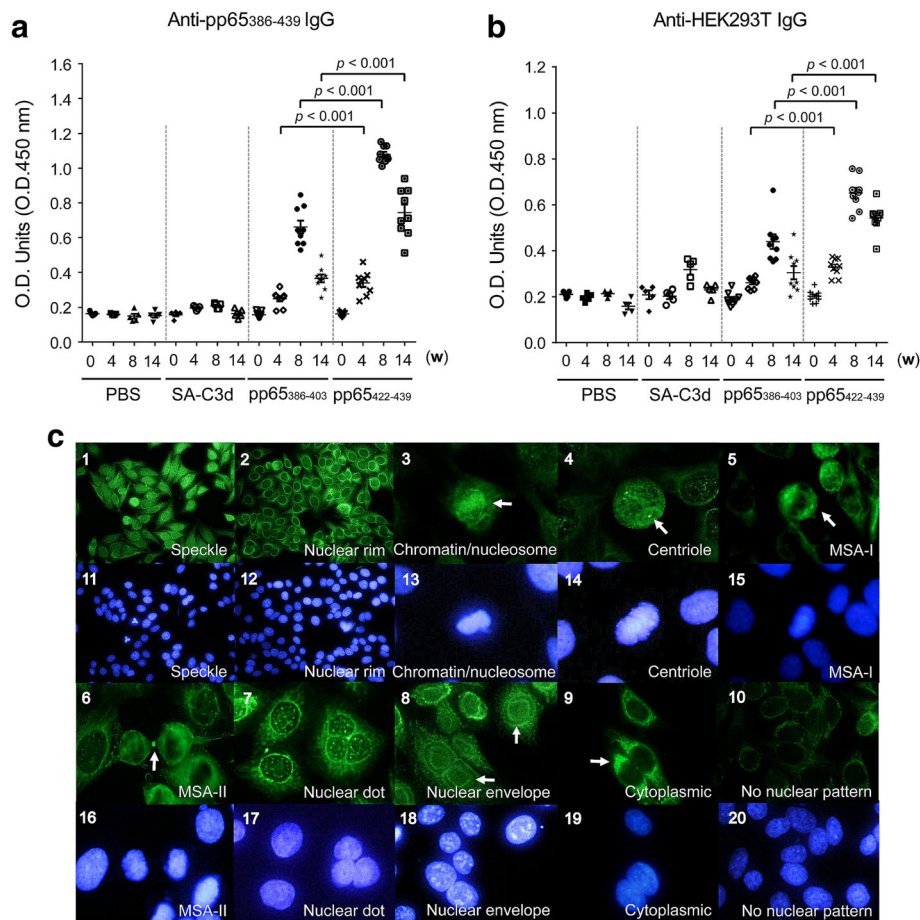 a
Anti-pp65386-439 IgG
O.D. Units (O.D.450 nm)
1.6
1.4
1.2
1.0
0.8
0.6
0.4
0.2
0
p < 0.001
p < 0.001
p < 0.001
0 4 8 14 0 4 8 14 0 4 8 14 0 4 8 14 (w)
PBS SA-C3d pp65386-403 pp65422-439
b
Anti-HEK293T IgG
O.D. Units (O.D.450 nm)
1.2
1.0
0.8
0.6
0.4
0.2
0.0
p < 0.001
p < 0.001
p < 0.001
0 4 8 14 0 4 8 14 0 4 8 14 0 4 8 14 (w)
PBS SA-C3d pp65386-403 pp65422-439
c
1 2 3 4 5
Speckle Nuclear rim Chromatin/nucleosome Centriole MSA-I
11 12 13 14 15
Speckle Nuclear rim Chromatin/nucleosome Centriole MSA-I
6 7 8 9 10
MSA-II Nuclear dot Nuclear envelope Cytoplasmic No nuclear pattern
16 17 18 19 20
MSA-II Nuclear dot Nuclear envelope Cytoplasmic No nuclear pattern